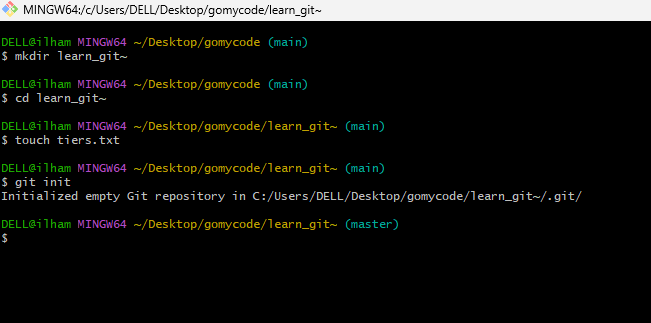 MINGW64:/c/Users/DELL/Desktop/gomycode/learn_git~
DELL@ilham MINGW64 ~/Desktop/gomycode (main)
$ mkdir learn_git~
DELL@ilham MINGW64 ~/Desktop/gomycode (main)
$ cd learn_git~
DELL@ilham MINGW64 ~/Desktop/gomycode/learn_git~ (main)
$ touch tiers.txt
DELL@ilham MINGW64 ~/Desktop/gomycode/learn_git~ (main)
$ git init
Initialized empty Git repository in C:/Users/DELL/Desktop/gomycode/learn_git~/.git/
DELL@ilham MINGW64 ~/Desktop/gomycode/learn_git~ (master)
$